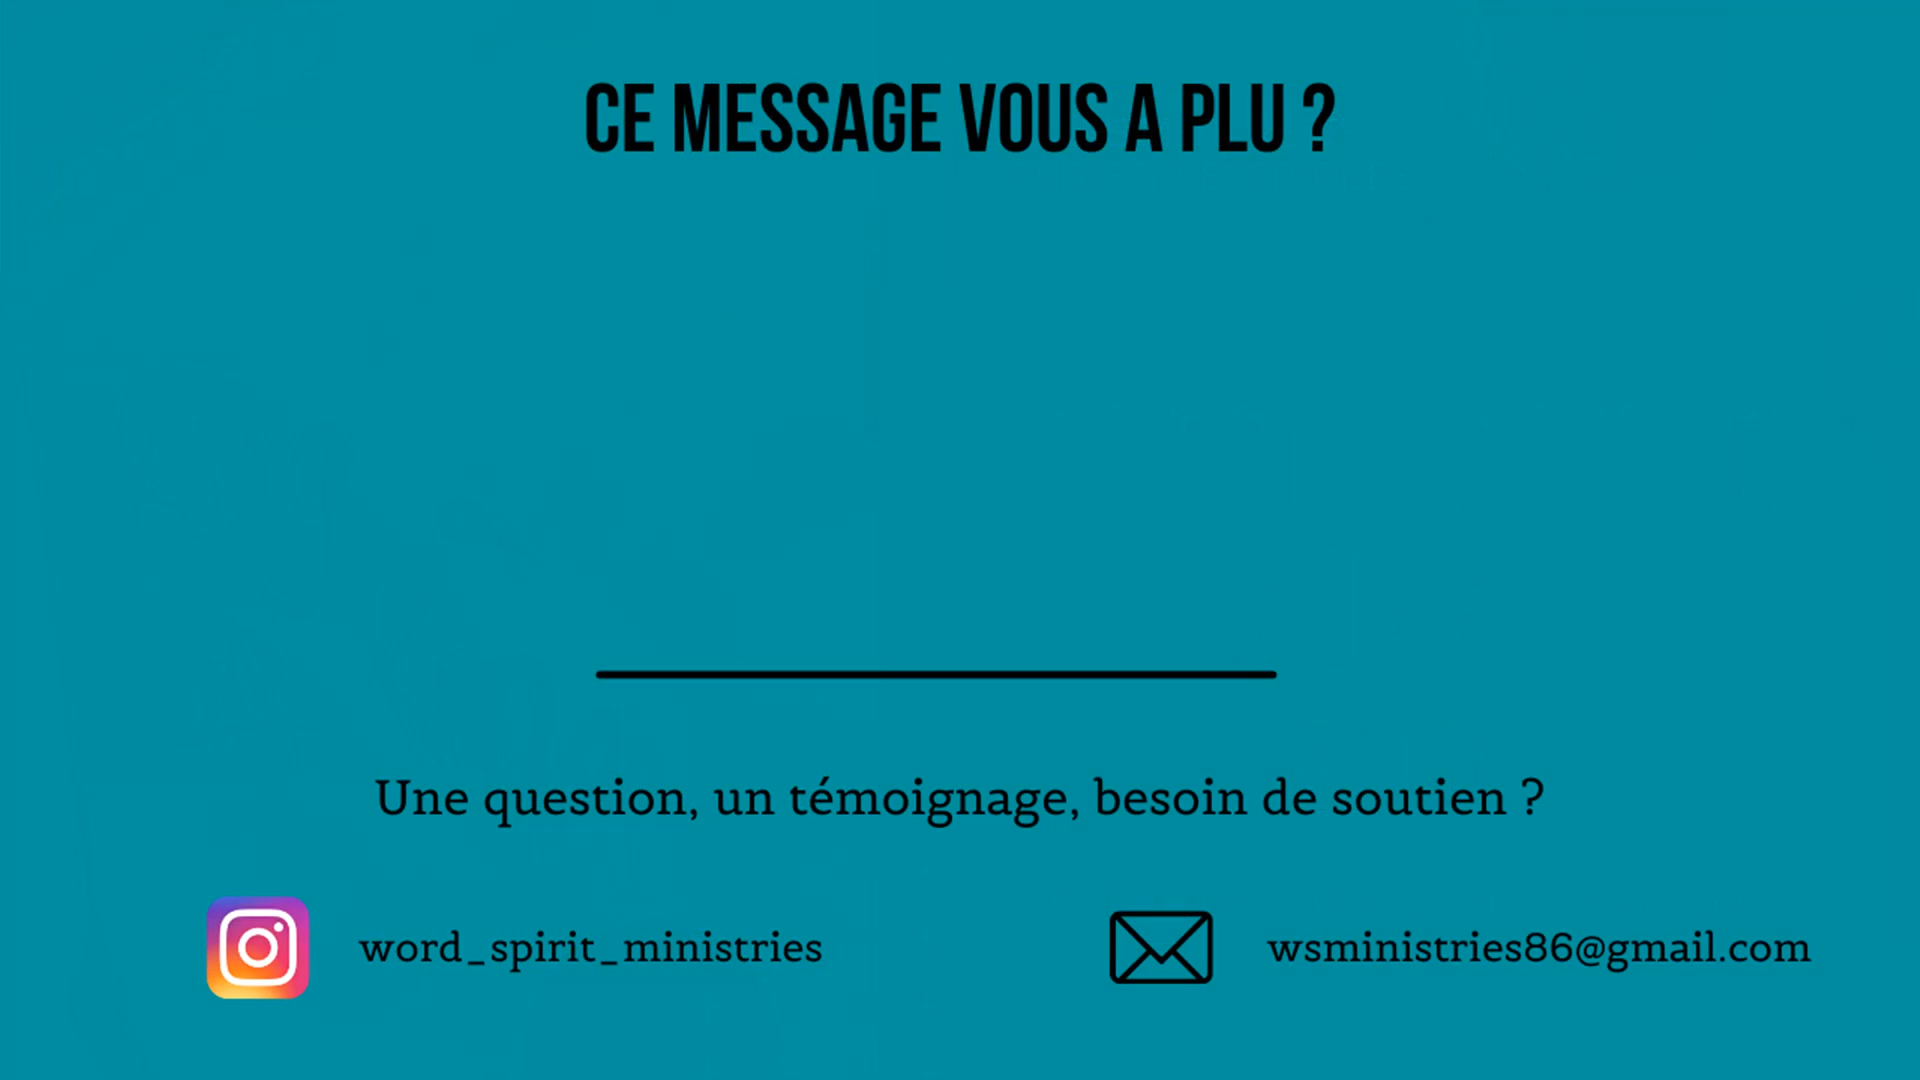 CE MESSAGE VOUS A PLU ?
Une question, un témoignage, besoin de soutien ?
word_spirit_ministries
wsministries86@gmail.com